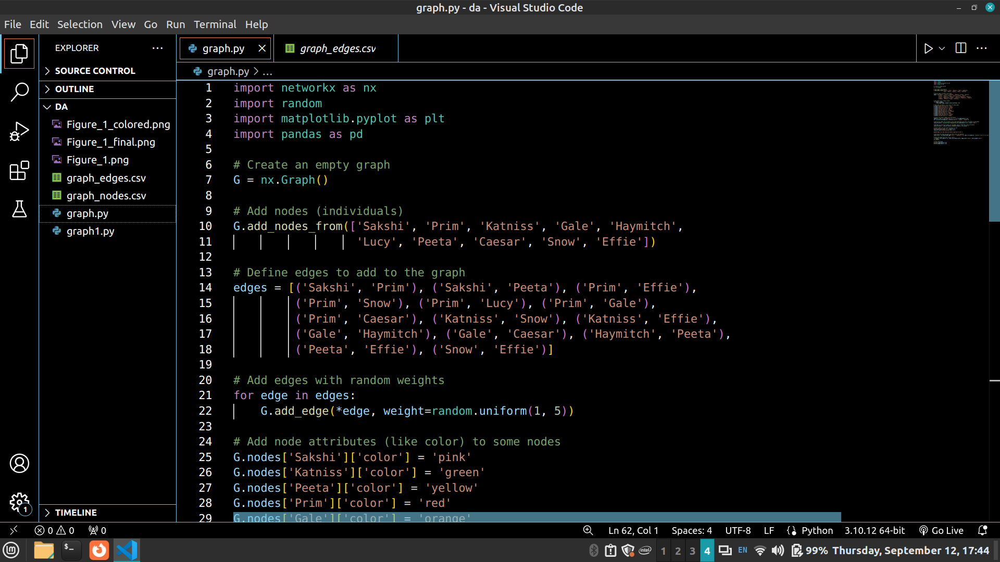 graph.py - da - Visual Studio Code
File Edit Selection View Go Run Terminal Help
EXPLORER
SOURCE CONTROL
OUTLINE
DA
Figure_1_colored.png
Figure_1_final.png
Figure_1.png
graph_edges.csv
graph_nodes.csv
graph.py
graph1.py
TIMELINE
graph.py
graph_edges.csv
graph.py > ...
1 import networkx as nx
2 import random
3 import matplotlib.pyplot as plt
4 import pandas as pd
5
6 # Create an empty graph
7 G = nx.Graph()
8
9 # Add nodes (individuals)
10 G.add_nodes_from(['Sakshi', 'Prim', 'Katniss', 'Gale', 'Haymitch',
11 'Lucy', 'Peeta', 'Caesar', 'Snow', 'Effie'])
12
13 # Define edges to add to the graph
14 edges = [('Sakshi', 'Prim'), ('Sakshi', 'Peeta'), ('Prim', 'Effie'),
15 ('Prim', 'Snow'), ('Prim', 'Lucy'), ('Prim', 'Gale'),
16 ('Prim', 'Caesar'), ('Katniss', 'Snow'), ('Katniss', 'Effie'),
17 ('Gale', 'Haymitch'), ('Gale', 'Caesar'), ('Haymitch', 'Peeta'),
18 ('Peeta', 'Effie'), ('Snow', 'Effie')]
19
20 # Add edges with random weights
21 for edge in edges:
22 G.add_edge(*edge, weight=random.uniform(1, 5))
23
24 # Add node attributes (like color) to some nodes
25 G.nodes['Sakshi']['color'] = 'pink'
26 G.nodes['Katniss']['color'] = 'green'
27 G.nodes['Peeta']['color'] = 'yellow'
28 G.nodes['Prim']['color'] = 'red'
29 G.nodes['Gale']['color'] = 'orange'
1
0 0 0 Ln 62, Col 1 Spaces: 4 UTF-8 LF Python 3.10.12 64-bit Go Live
intel 1 2 3 4 EN 99% Thursday, September 12, 17:44